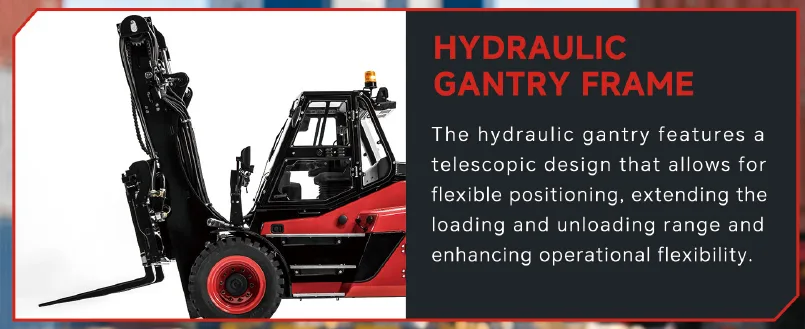 HYDRAULIC
GANTRY FRAME
The hydraulic gantry features a
telescopic design that allows for
flexible positioning, extending the
loading and unloading range and
enhancing operational flexibility.